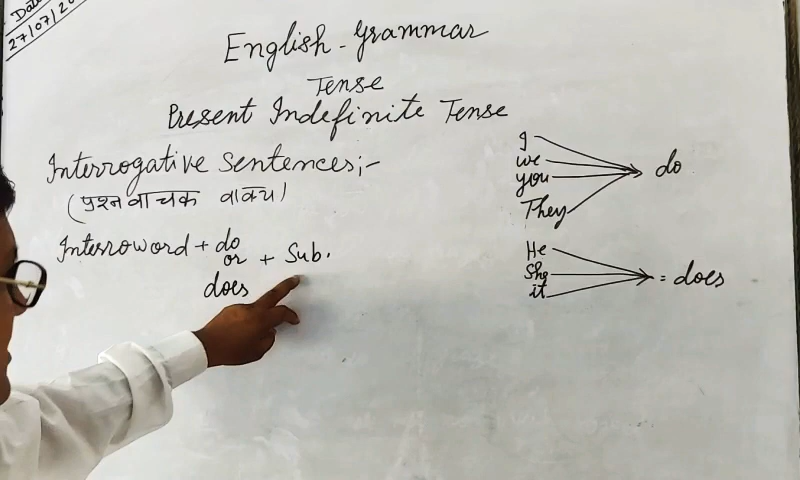 Date
27/07/20
English - Grammar
Tense
Present Indefinite Tense
Interrogative Sentences;-
(प्रश्नवाचक वाक्य)
Interroword + do
or + Sub.
does
I
we
you
They
do
He
She
it
= does